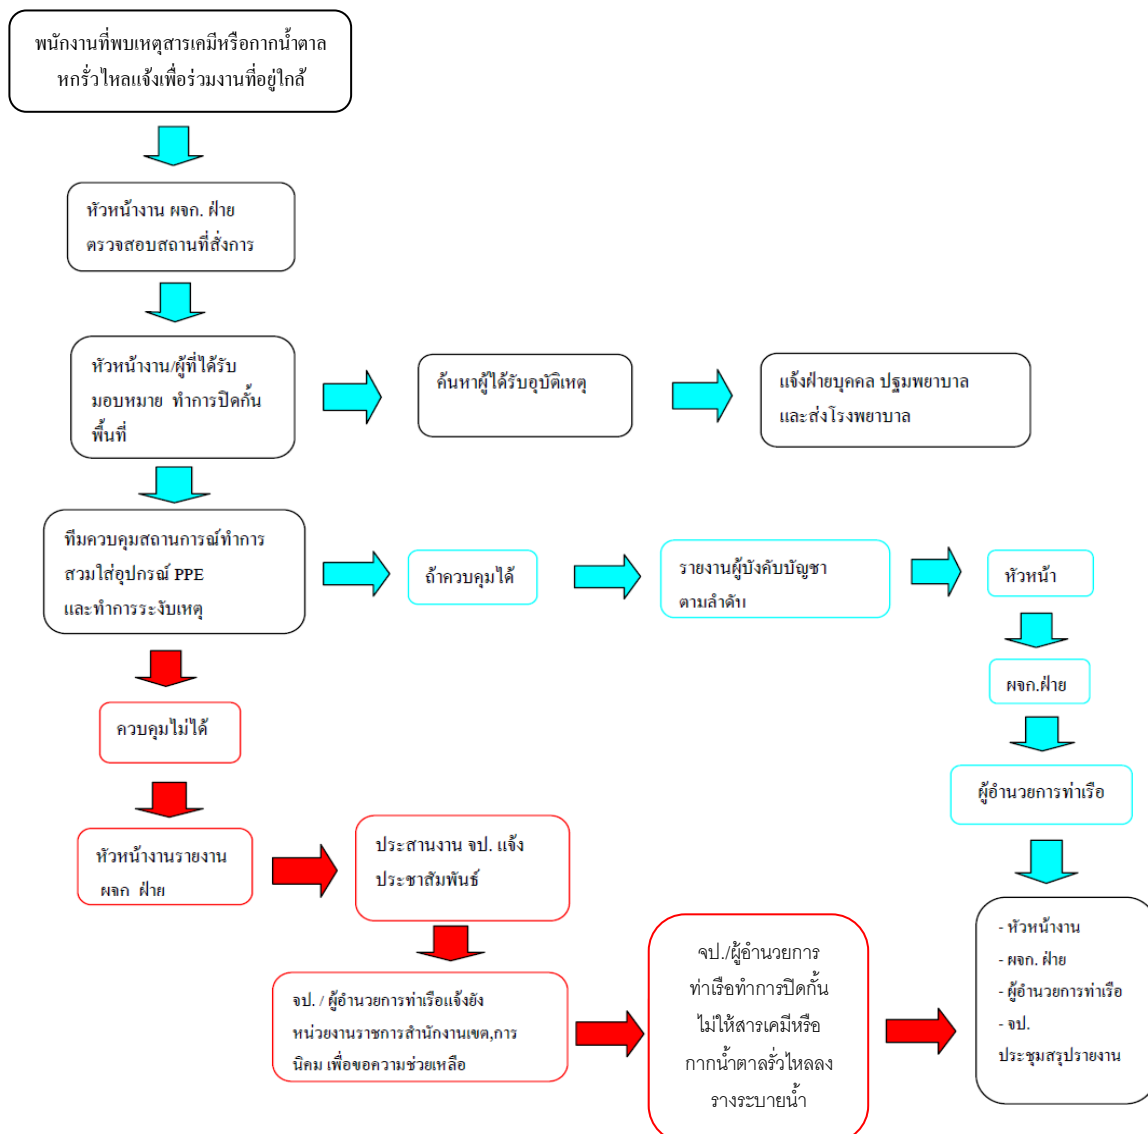 พนักงานที่พบเหตุสารเคมีหรือกากน้ำตาล
หกรั่วไหลแจ้งเพื่อร่วมงานที่อยู่ใกล้
หัวหน้างาน ผจก. ฝ่าย
ตรวจสอบสถานที่สั่งการ
หัวหน้างาน/ผู้ที่ได้รับ
มอบหมาย ทำการปิดกั้น
พื้นที่
ค้นหาผู้ได้รับอุบัติเหตุ
แจ้งฝ่ายบุคคล ปฐมพยาบาล
และส่งโรงพยาบาล
ทีมควบคุมสถานการณ์ทำการ
สวมใส่อุปกรณ์ PPE
และทำการระงับเหตุ
ถ้าควบคุมได้
รายงานผู้บังคับบัญชา
ตามลำดับ
หัวหน้า
ผจก.ฝ่าย
ผู้อำนวยการท่าเรือ
ควบคุมไม่ได้
หัวหน้างานรายงาน
ผจก ฝ่าย
ประสานงาน จป. แจ้ง
ประชาสัมพันธ์
จป. / ผู้อำนวยการท่าเรือแจ้งยัง
หน่วยงานราชการสำนักงานเขต,การ
นิคม เพื่อขอความช่วยเหลือ
จป./ผู้อำนวยการ
ท่าเรือทำการปิดกั้น
ไม่ให้สารเคมีหรือ
กากน้ำตาลรั่วไหลลง
รางระบายน้ำ
- หัวหน้างาน
- ผจก. ฝ่าย
- ผู้อำนวยการท่าเรือ
- จป.
ประชุมสรุปรายงาน